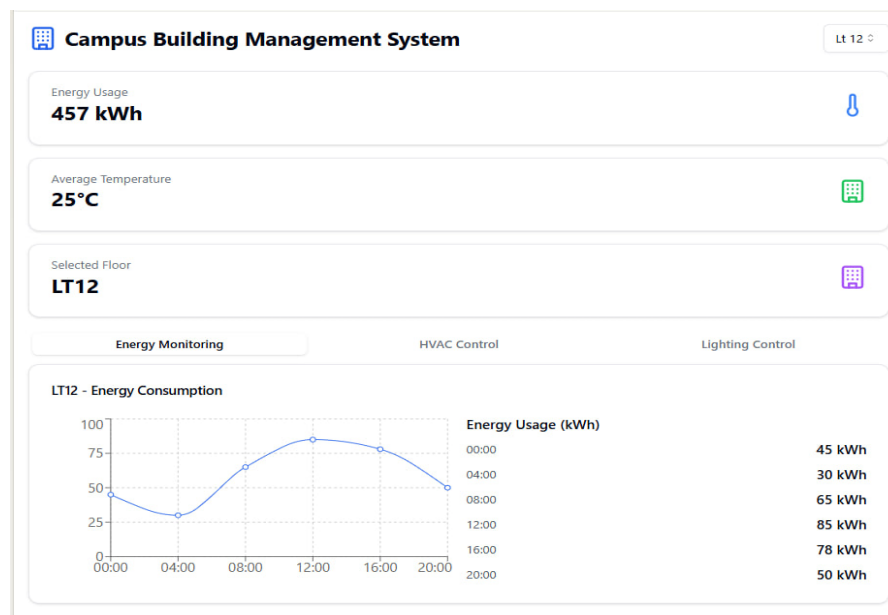 Campus Building Management System
Lt 12
Energy Usage
457 kWh
Average Temperature
25°C
Selected Floor
LT12
Energy Monitoring
HVAC Control
Lighting Control
LT12 - Energy Consumption
100
75
50
25
0
00:00 04:00 08:00 12:00 16:00 20:00
Energy Usage (kWh)
00:00 45 kWh
04:00 30 kWh
08:00 65 kWh
12:00 85 kWh
16:00 78 kWh
20:00 50 kWh